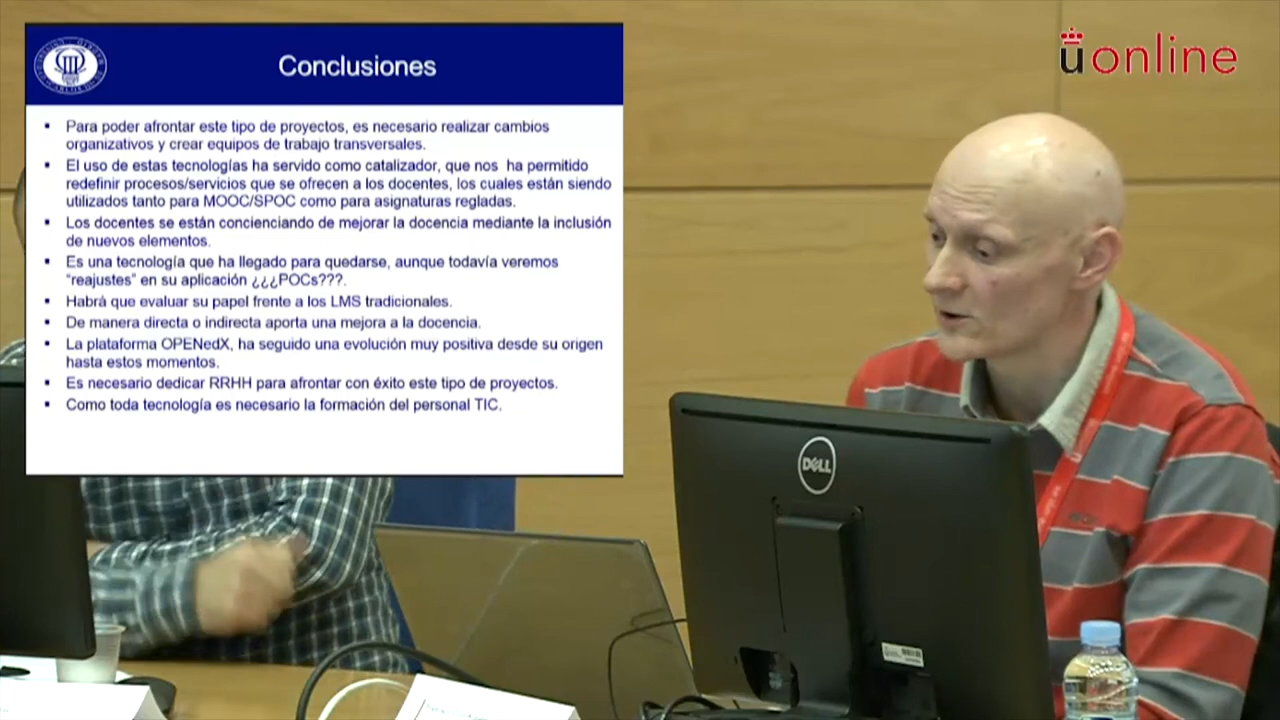 Conclusiones
uonline
Para poder afrontar este tipo de proyectos, es necesario realizar cambios
organizativos y crear equipos de trabajo transversales.
El uso de estas tecnologías ha servido como catalizador, que nos ha permitido
redefinir procesos/servicios que se ofrecen a los docentes, los cuales están siendo
utilizados tanto para MOOC/SPOC como para asignaturas regladas.
Los docentes se están concienciando de mejorar la docencia mediante la inclusión
de nuevos elementos.
Es una tecnología que ha llegado para quedarse, aunque todavía veremos
“reajustes” en su aplicación ¿¿¿POCs???.
Habrá que evaluar su papel frente a los LMS tradicionales.
De manera directa o indirecta aporta una mejora a la docencia.
La plataforma OPENedX, ha seguido una evolución muy positiva desde su origen
hasta estos momentos.
Es necesario dedicar RRHH para afrontar con éxito este tipo de proyectos.
Como toda tecnología es necesario la formación del personal TIC.
DELL